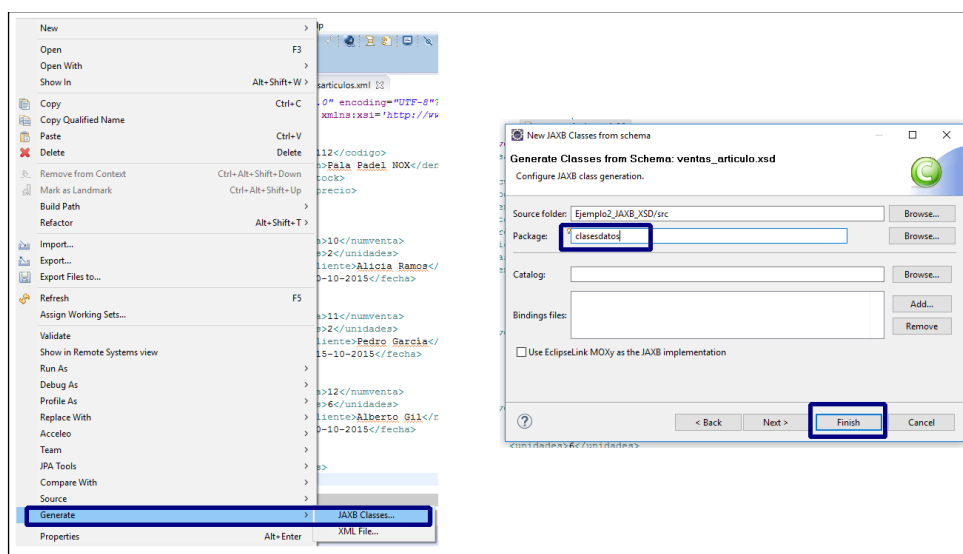 New >
Open F3
Open With >
Show In Alt+Shift+W >
Copy Ctrl+C
Copy Qualified Name
Paste Ctrl+V
Delete Delete
Remove from Context Ctrl+Alt+Shift+Down
Mark as Landmark Ctrl+Alt+Shift+Up
Build Path >
Refactor Alt+Shift+T >
Import...
Export...
Export Files to...
Refresh F5
Assign Working Sets...
Validate
Show in Remote Systems view
Run As >
Debug As >
Profile As >
Replace With >
Acceleo >
Team >
JPA Tools >
Compare With >
Source >
Generate >
Properties Alt+Enter
JAXB Classes...
XML File...
lp
sarticulos.xml
.0" encoding="UTF-8"?
xmlns:xsi='http://ww
112</codigo>
>Pala Padel NOX</den
tock>
precio>
a>10</numventa>
s>2</unidades>
liente>Alicia Ramos</
0-10-2015</fecha>
a>11</numventa>
s>2</unidades>
liente>Pedro García</
15-10-2015</fecha>
a>12</numventa>
s>6</unidades>
liente>Alberto Gil</n
0-10-2015</fecha>
s>
New JAXB Classes from schema
Generate Classes from Schema: ventas_articulo.xsd
Configure JAXB class generation.
Source folder: Ejemplo2_JAXB_XSD/src Browse...
Package: clasesdatos Browse...
Catalog: Browse...
Bindings files: Add...
Remove
Use EclipseLink MOXy as the JAXB implementation
? < Back Next > Finish Cancel
<unidades>6</unidades>